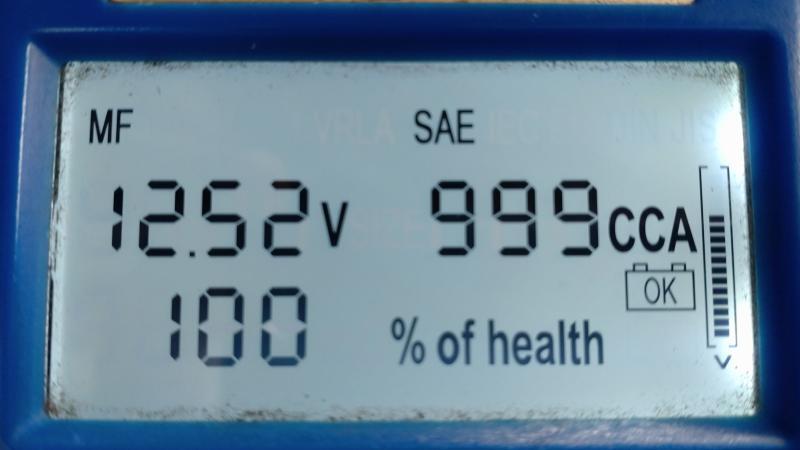 MF SAE
12.52 V 999 CCA
OK
100 % of health